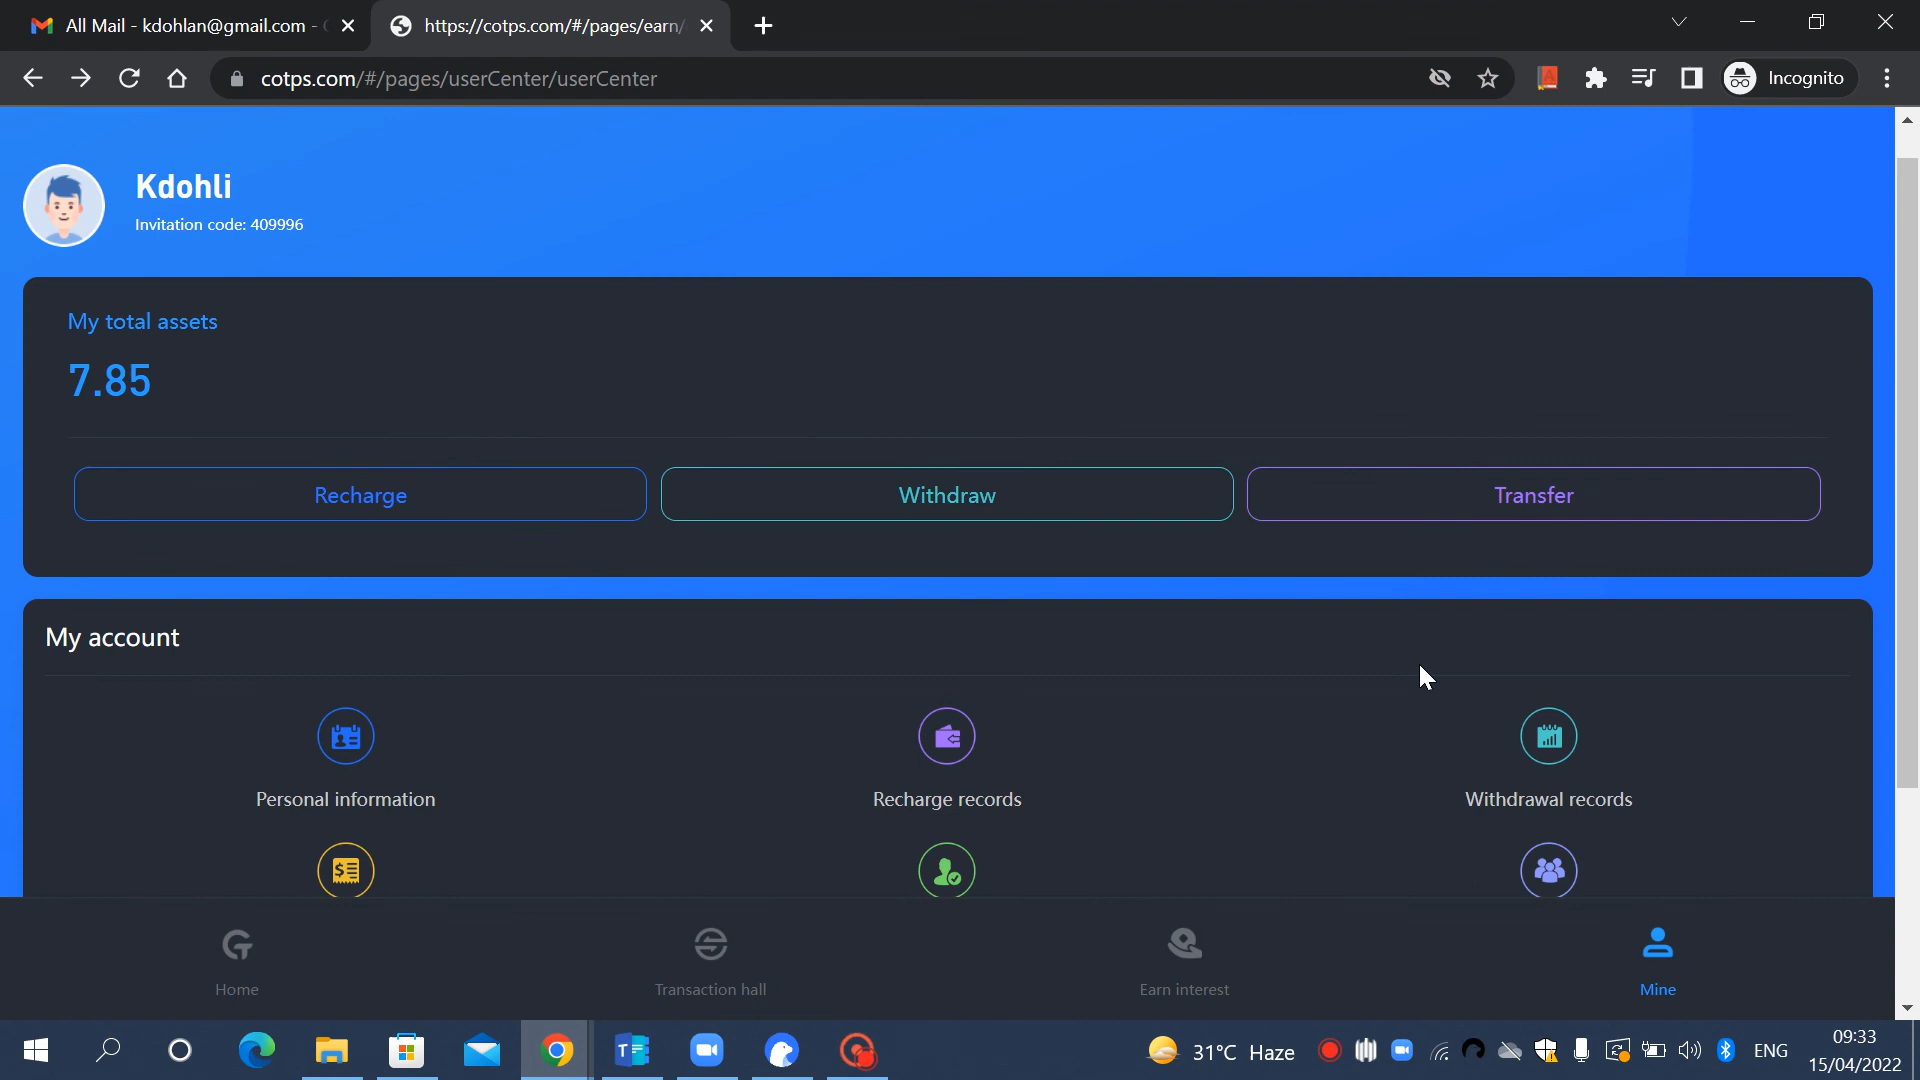 All Mail - kdohlan@gmail.com -
https://cotps.com/#/pages/earn/
cotps.com/#/pages/userCenter/userCenter
Incognito
Kdohli
Invitation code: 409996
My total assets
7.85
Recharge
Withdraw
Transfer
My account
Personal information
Recharge records
Withdrawal records
Home
Transaction hall
Earn interest
Mine
31°C Haze
ENG
09:33
15/04/2022